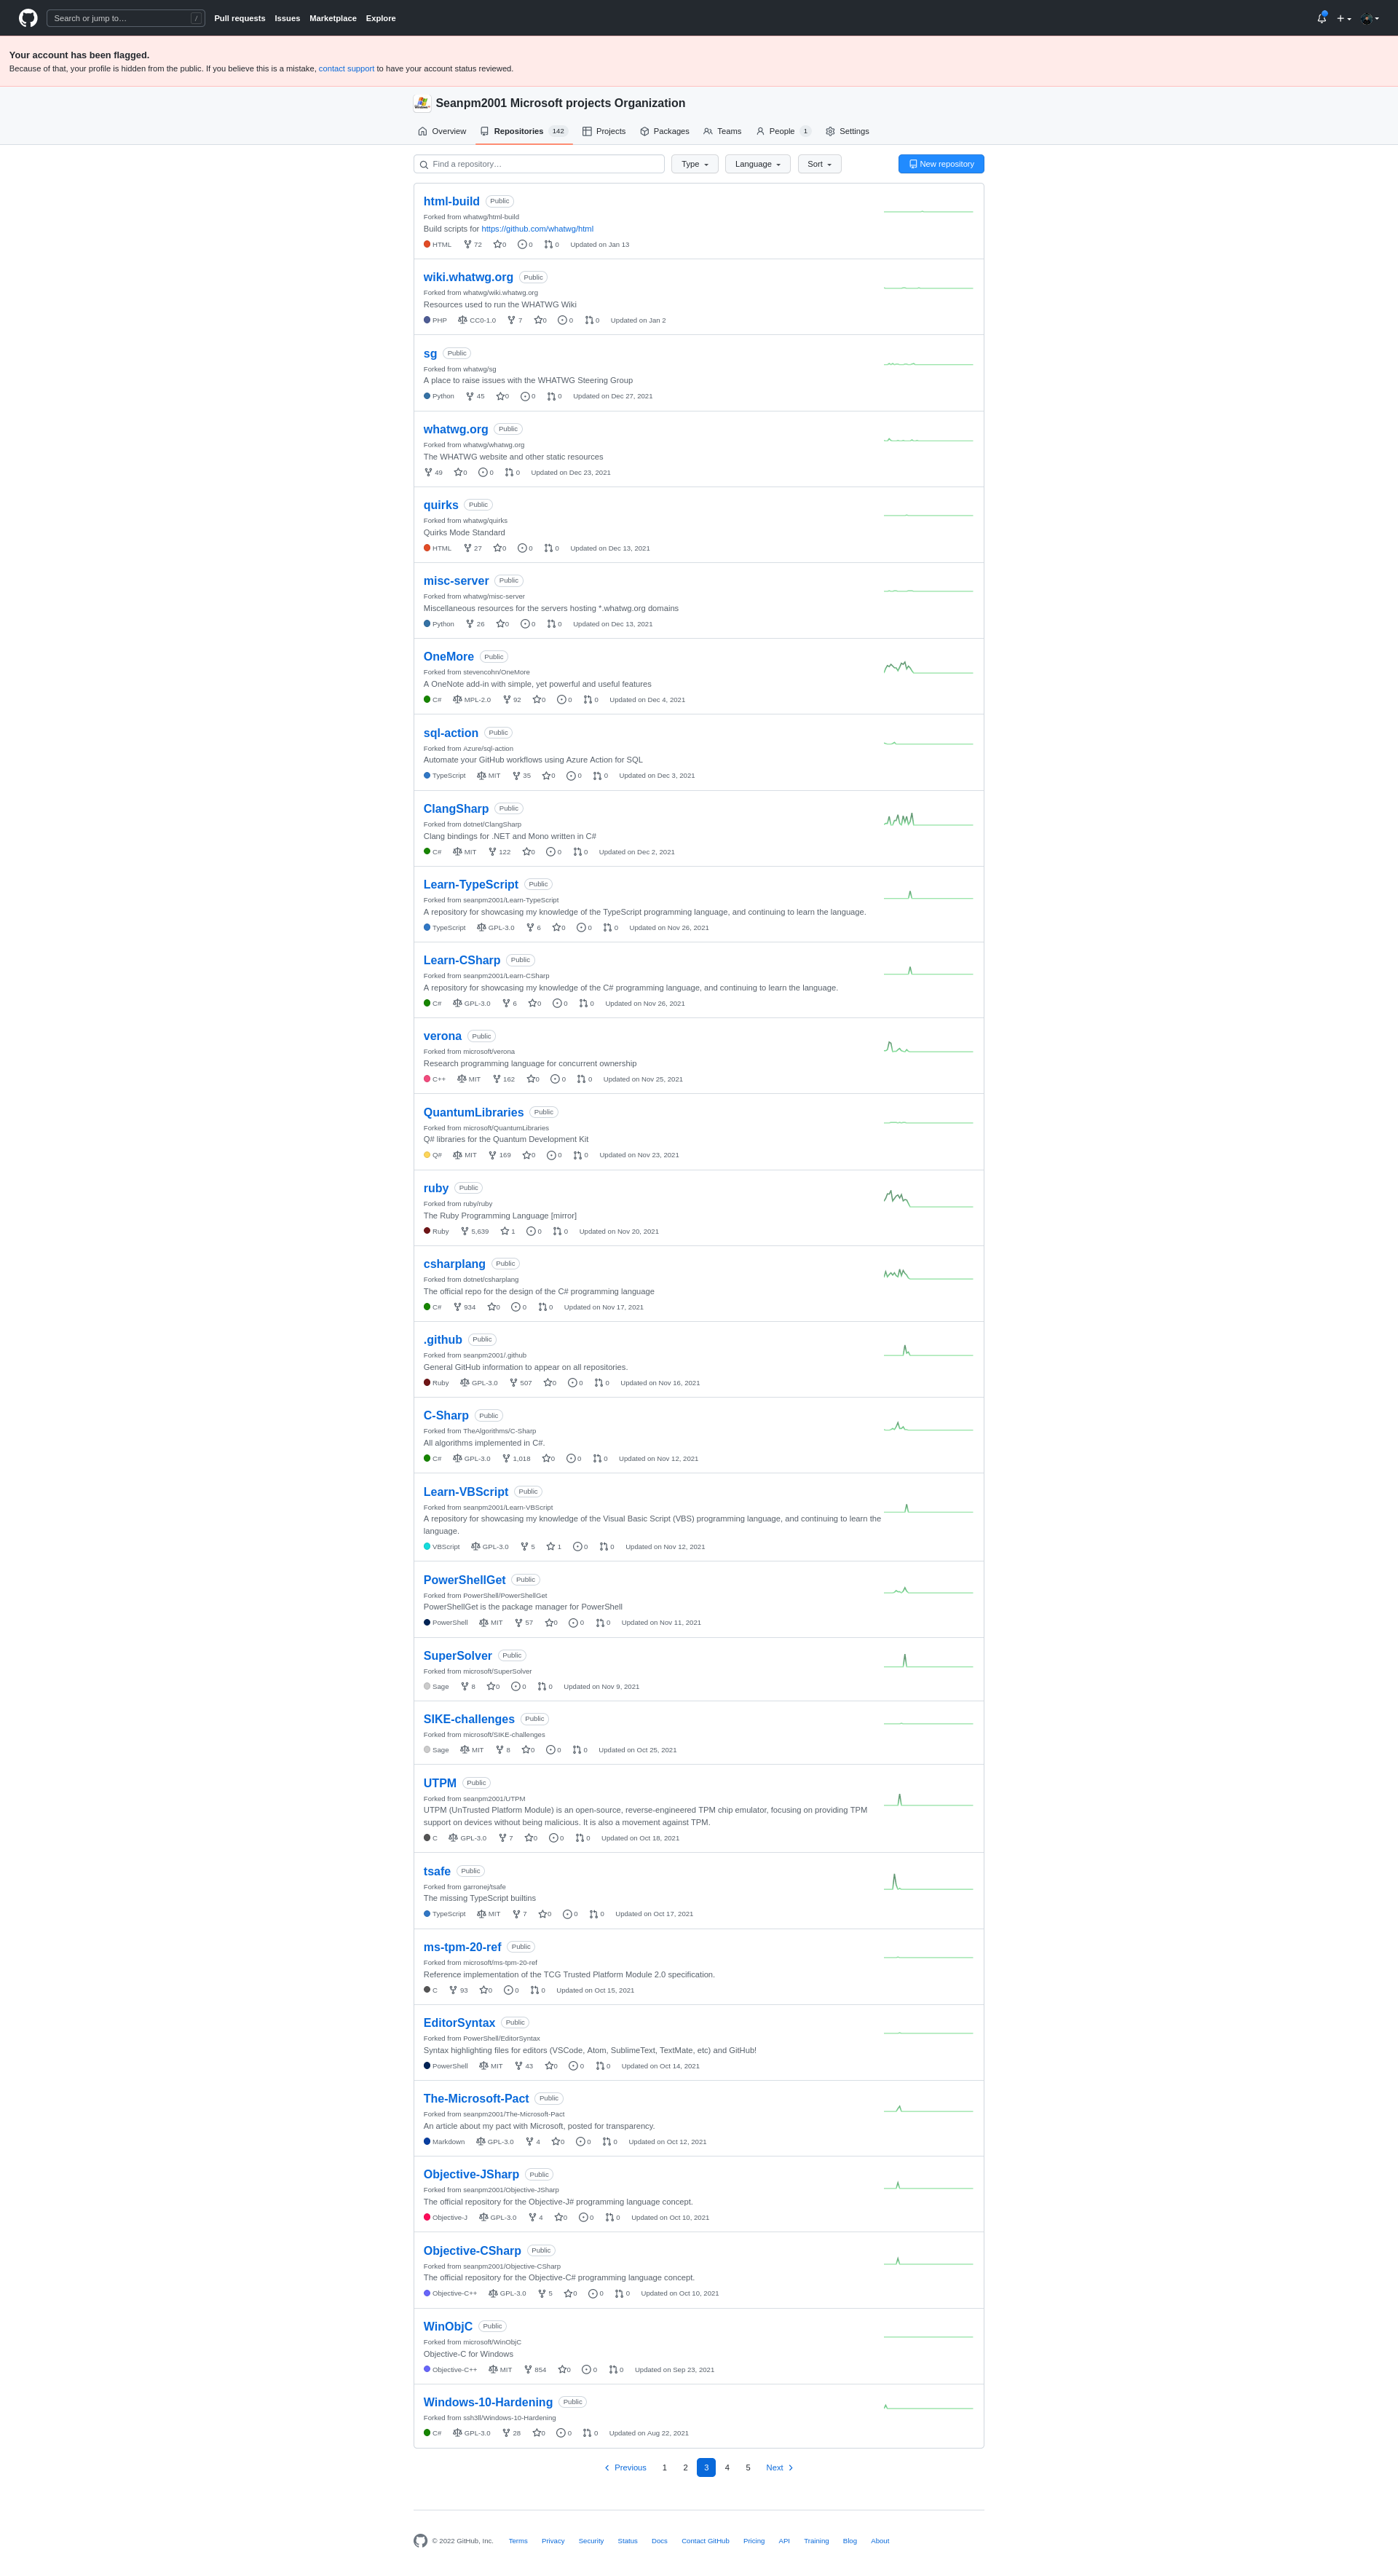 Search or jump to… /
Pull requests Issues Marketplace Explore
Your account has been flagged.
Because of that, your profile is hidden from the public. If you believe this is a mistake, contact support to have your account status reviewed.
Seanpm2001 Microsoft projects Organization
Overview Repositories 142 Projects Packages Teams People 1 Settings
Find a repository… Type Language Sort New repository
html-build Public
Forked from whatwg/html-build
Build scripts for https://github.com/whatwg/html
HTML 72 0 0 0 Updated on Jan 13
wiki.whatwg.org Public
Forked from whatwg/wiki.whatwg.org
Resources used to run the WHATWG Wiki
PHP CC0-1.0 7 0 0 0 Updated on Jan 2
sg Public
Forked from whatwg/sg
A place to raise issues with the WHATWG Steering Group
Python 45 0 0 0 Updated on Dec 27, 2021
whatwg.org Public
Forked from whatwg/whatwg.org
The WHATWG website and other static resources
49 0 0 0 Updated on Dec 23, 2021
quirks Public
Forked from whatwg/quirks
Quirks Mode Standard
HTML 27 0 0 0 Updated on Dec 13, 2021
misc-server Public
Forked from whatwg/misc-server
Miscellaneous resources for the servers hosting *.whatwg.org domains
Python 26 0 0 0 Updated on Dec 13, 2021
OneMore Public
Forked from stevencohn/OneMore
A OneNote add-in with simple, yet powerful and useful features
C# MPL-2.0 92 0 0 0 Updated on Dec 4, 2021
sql-action Public
Forked from Azure/sql-action
Automate your GitHub workflows using Azure Action for SQL
TypeScript MIT 35 0 0 0 Updated on Dec 3, 2021
ClangSharp Public
Forked from dotnet/ClangSharp
Clang bindings for .NET and Mono written in C#
C# MIT 122 0 0 0 Updated on Dec 2, 2021
Learn-TypeScript Public
Forked from seanpm2001/Learn-TypeScript
A repository for showcasing my knowledge of the TypeScript programming language, and continuing to learn the language.
TypeScript GPL-3.0 6 0 0 0 Updated on Nov 26, 2021
Learn-CSharp Public
Forked from seanpm2001/Learn-CSharp
A repository for showcasing my knowledge of the C# programming language, and continuing to learn the language.
C# GPL-3.0 6 0 0 0 Updated on Nov 26, 2021
verona Public
Forked from microsoft/verona
Research programming language for concurrent ownership
C++ MIT 162 0 0 0 Updated on Nov 25, 2021
QuantumLibraries Public
Forked from microsoft/QuantumLibraries
Q# libraries for the Quantum Development Kit
Q# MIT 169 0 0 0 Updated on Nov 23, 2021
ruby Public
Forked from ruby/ruby
The Ruby Programming Language [mirror]
Ruby 5,639 1 0 0 Updated on Nov 20, 2021
csharplang Public
Forked from dotnet/csharplang
The official repo for the design of the C# programming language
C# 934 0 0 0 Updated on Nov 17, 2021
.github Public
Forked from seanpm2001/.github
General GitHub information to appear on all repositories.
Ruby GPL-3.0 507 0 0 0 Updated on Nov 16, 2021
C-Sharp Public
Forked from TheAlgorithms/C-Sharp
All algorithms implemented in C#.
C# GPL-3.0 1,018 0 0 0 Updated on Nov 12, 2021
Learn-VBScript Public
Forked from seanpm2001/Learn-VBScript
A repository for showcasing my knowledge of the Visual Basic Script (VBS) programming language, and continuing to learn the
language.
VBScript GPL-3.0 5 1 0 0 Updated on Nov 12, 2021
PowerShellGet Public
Forked from PowerShell/PowerShellGet
PowerShellGet is the package manager for PowerShell
PowerShell MIT 57 0 0 0 Updated on Nov 11, 2021
SuperSolver Public
Forked from microsoft/SuperSolver
Sage 8 0 0 0 Updated on Nov 9, 2021
SIKE-challenges Public
Forked from microsoft/SIKE-challenges
Sage MIT 8 0 0 0 Updated on Oct 25, 2021
UTPM Public
Forked from seanpm2001/UTPM
UTPM (UnTrusted Platform Module) is an open-source, reverse-engineered TPM chip emulator, focusing on providing TPM
support on devices without being malicious. It is also a movement against TPM.
C GPL-3.0 7 0 0 0 Updated on Oct 18, 2021
tsafe Public
Forked from garronej/tsafe
The missing TypeScript builtins
TypeScript MIT 7 0 0 0 Updated on Oct 17, 2021
ms-tpm-20-ref Public
Forked from microsoft/ms-tpm-20-ref
Reference implementation of the TCG Trusted Platform Module 2.0 specification.
C 93 0 0 0 Updated on Oct 15, 2021
EditorSyntax Public
Forked from PowerShell/EditorSyntax
Syntax highlighting files for editors (VSCode, Atom, SublimeText, TextMate, etc) and GitHub!
PowerShell MIT 43 0 0 0 Updated on Oct 14, 2021
The-Microsoft-Pact Public
Forked from seanpm2001/The-Microsoft-Pact
An article about my pact with Microsoft, posted for transparency.
Markdown GPL-3.0 4 0 0 0 Updated on Oct 12, 2021
Objective-JSharp Public
Forked from seanpm2001/Objective-JSharp
The official repository for the Objective-J# programming language concept.
Objective-J GPL-3.0 4 0 0 0 Updated on Oct 10, 2021
Objective-CSharp Public
Forked from seanpm2001/Objective-CSharp
The official repository for the Objective-C# programming language concept.
Objective-C++ GPL-3.0 5 0 0 0 Updated on Oct 10, 2021
WinObjC Public
Forked from microsoft/WinObjC
Objective-C for Windows
Objective-C++ MIT 854 0 0 0 Updated on Sep 23, 2021
Windows-10-Hardening Public
Forked from ssh3ll/Windows-10-Hardening
C# GPL-3.0 28 0 0 0 Updated on Aug 22, 2021
Previous 1 2 3 4 5 Next
© 2022 GitHub, Inc. Terms Privacy Security Status Docs Contact GitHub Pricing API Training Blog About